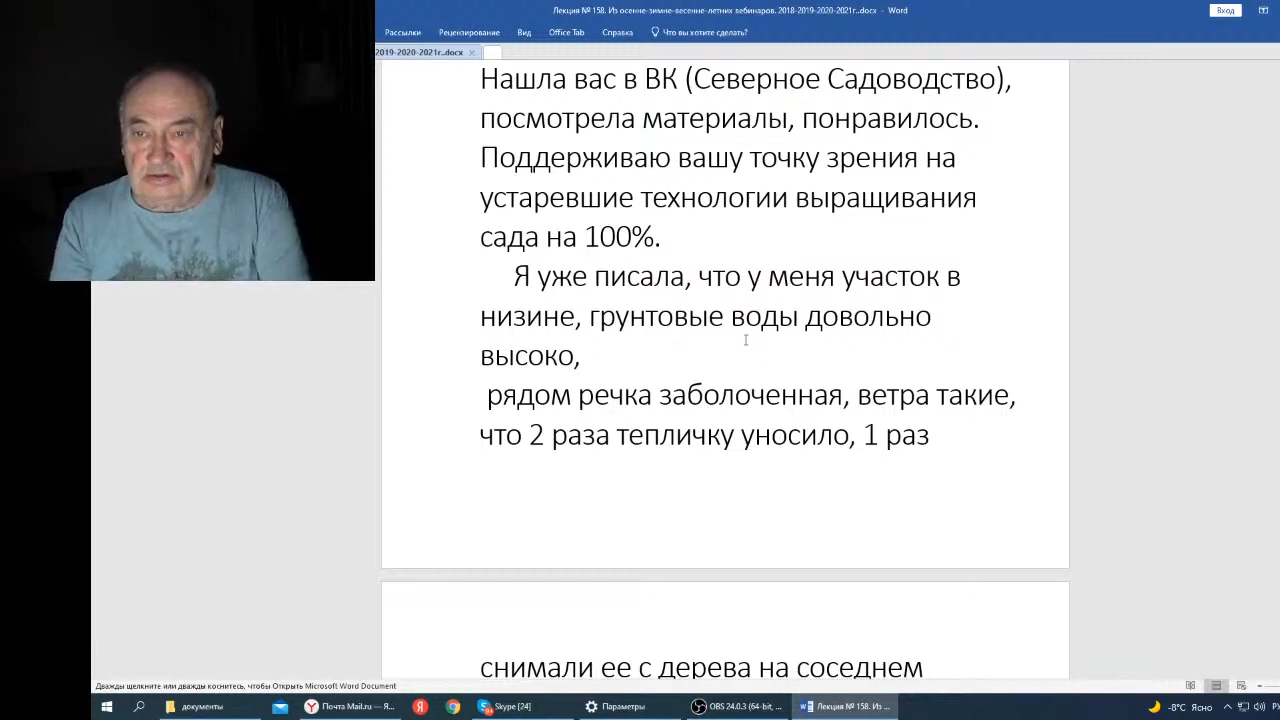 Лекция № 158. Из осенне-зимне-весенне-летних вебинаров. 2018-2019-2020-2021г..docx - Word
Вход
Рассылки Рецензирование Вид Office Tab Справка Что вы хотите сделать?
2019-2020-2021г..docx
Нашла вас в ВК (Северное Садоводство),
посмотрела материалы, понравилось.
Поддерживаю вашу точку зрения на
устаревшие технологии выращивания
сада на 100%.
Я уже писала, что у меня участок в
низине, грунтовые воды довольно
высоко,
рядом речка заболоченная, ветра такие,
что 2 раза тепличку уносило, 1 раз
снимали ее с дерева на соседнем
Дважды щелкните или дважды коснитесь, чтобы Открыть Microsoft Word Document
документы Почта Mail.ru — Я... Skype [24] Параметры OBS 24.0.3 (64-bit, ... Лекция № 158. Из ... -8°C Ясно